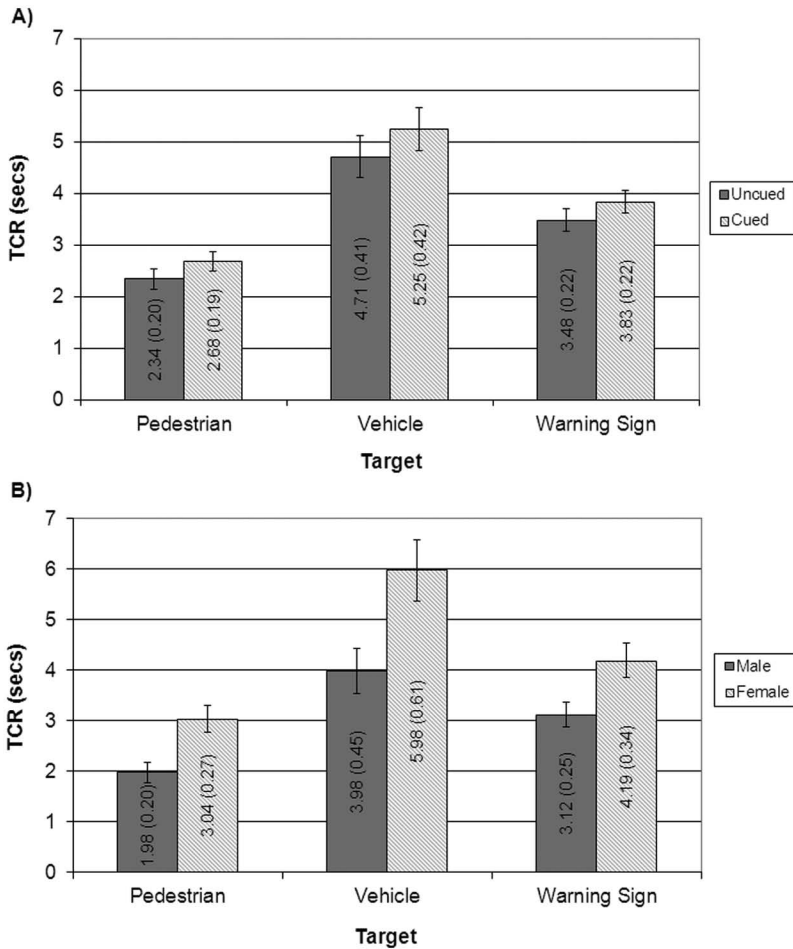 A)
7
6
5
4
3
2
1
0
TCR (secs)
2.34 (0.20)
2.68 (0.19)
4.71 (0.41)
5.25 (0.42)
3.48 (0.22)
3.83 (0.22)
Pedestrian
Vehicle
Warning Sign
Target
Uncued
Cued
B)
7
6
5
4
3
2
1
0
TCR (secs)
1.98 (0.20)
3.04 (0.27)
3.98 (0.45)
5.98 (0.61)
3.12 (0.25)
4.19 (0.34)
Pedestrian
Vehicle
Warning Sign
Target
Male
Female